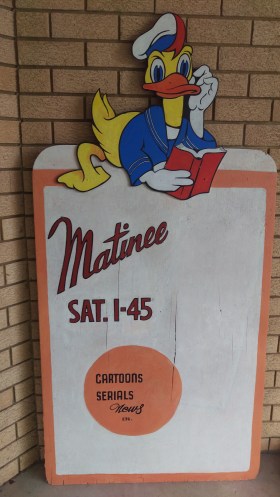 Matinee
SAT. 1-45
CARTOONS
SERIALS
News
ETC.